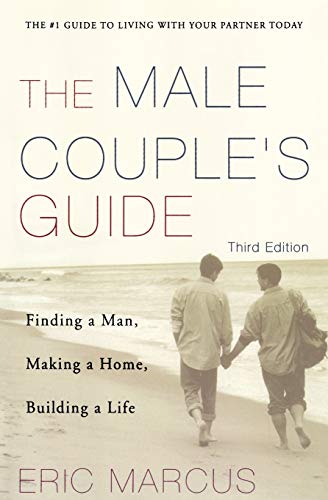 THE #1 GUIDE TO LIVING WITH YOUR PARTNER TODAY
THE MALE
COUPLE'S
GUIDE
Third Edition
Finding a Man,
Making a Home,
Building a Life
ERIC MARCUS